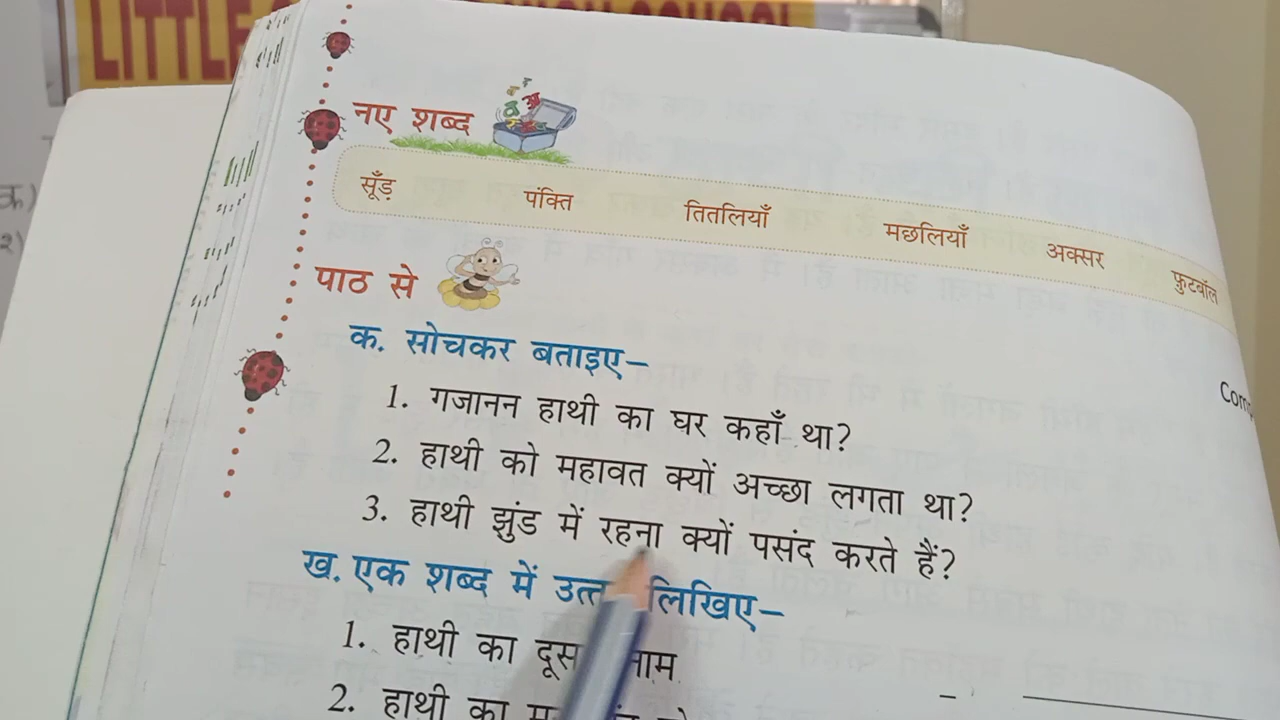 LITTLE
नए शब्द
सूँड़ पंक्ति तितलियाँ मछलियाँ अक्सर फ़ुटबॉल
पाठ से
क. सोचकर बताइए–
1. गजानन हाथी का घर कहाँ था?
2. हाथी को महावत क्यों अच्छा लगता था?
3. हाथी झुंड में रहना क्यों पसंद करते हैं?
ख. एक शब्द में लिखिए–
1. हाथी का नाम
2. हाथी का